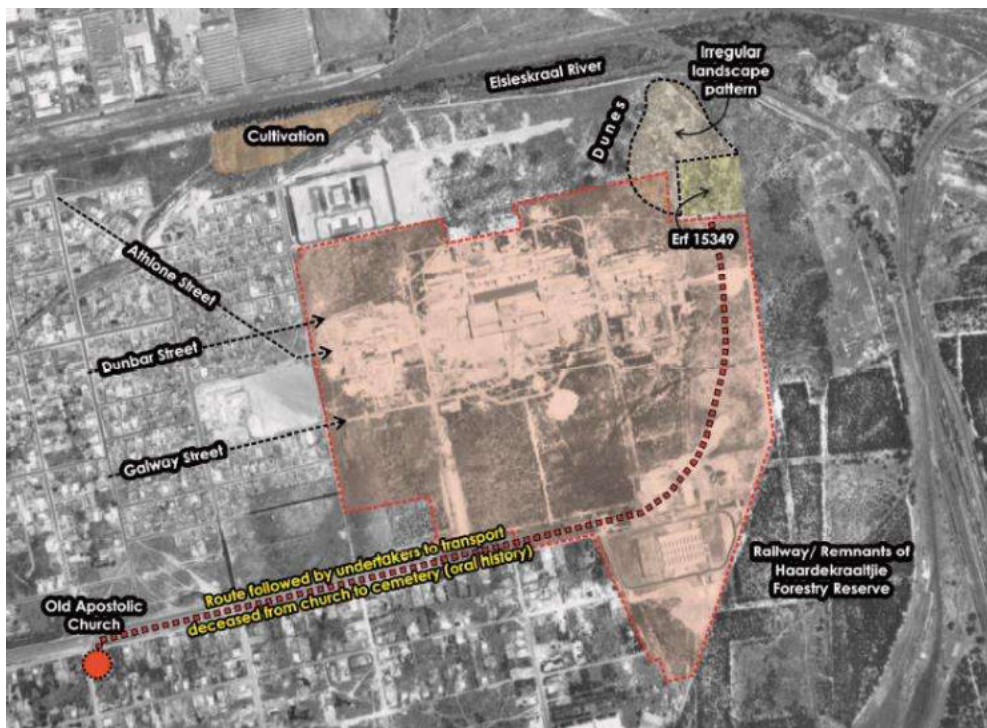 Elsieskraal River
Irregular
landscape
pattern
Dunes
Cultivation
Erf 15349
Athlone Street
Dunbar Street
Galway Street
Route followed by undertakers to transport
deceased from church to cemetery (oral history)
Old Apostolic
Church
Railway/ Remnants of
Haardekraaltjie
Forestry Reserve